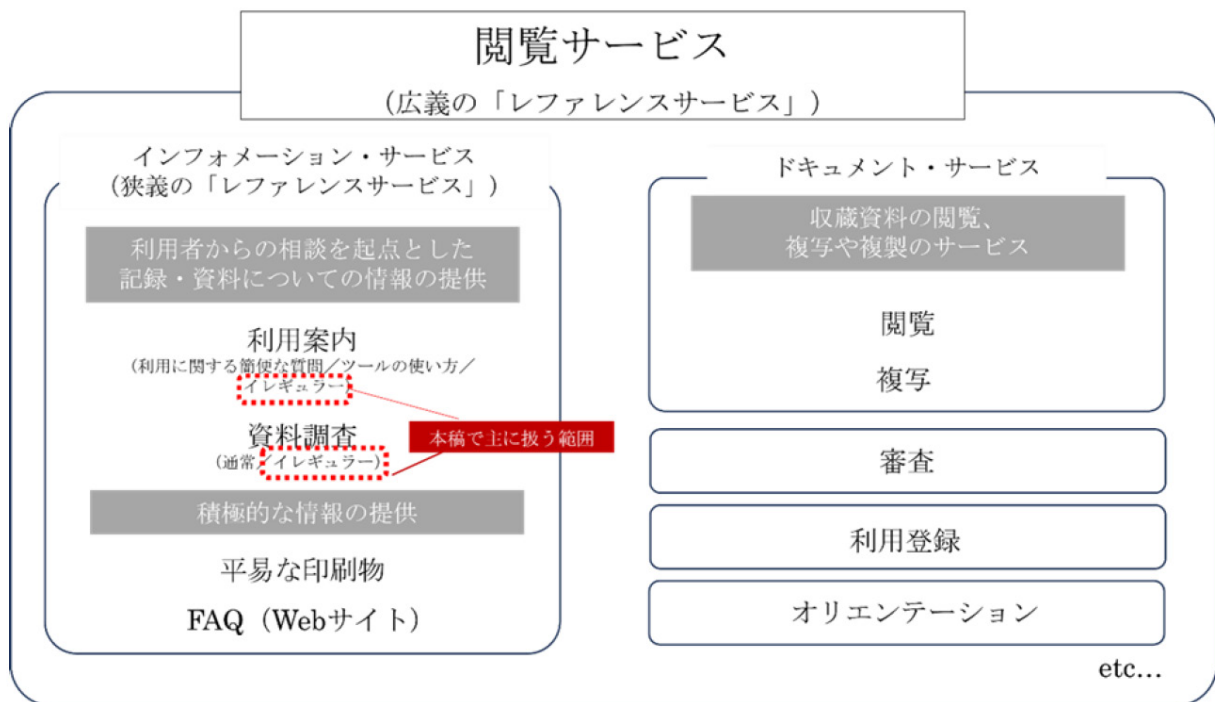 閲覧サービス
（広義の「レファレンスサービス」）
インフォメーション・サービス
（狭義の「レファレンスサービス」）
利用者からの相談を起点とした
記録・資料についての情報の提供
利用案内
（利用に関する簡便な質問／ツールの使い方／
イレギュラー）
資料調査
（通常／イレギュラー）
本稿で主に扱う範囲
積極的な情報の提供
平易な印刷物
FAQ（Webサイト）
ドキュメント・サービス
収蔵資料の閲覧、
複写や複製のサービス
閲覧
複写
審査
利用登録
オリエンテーション
etc…